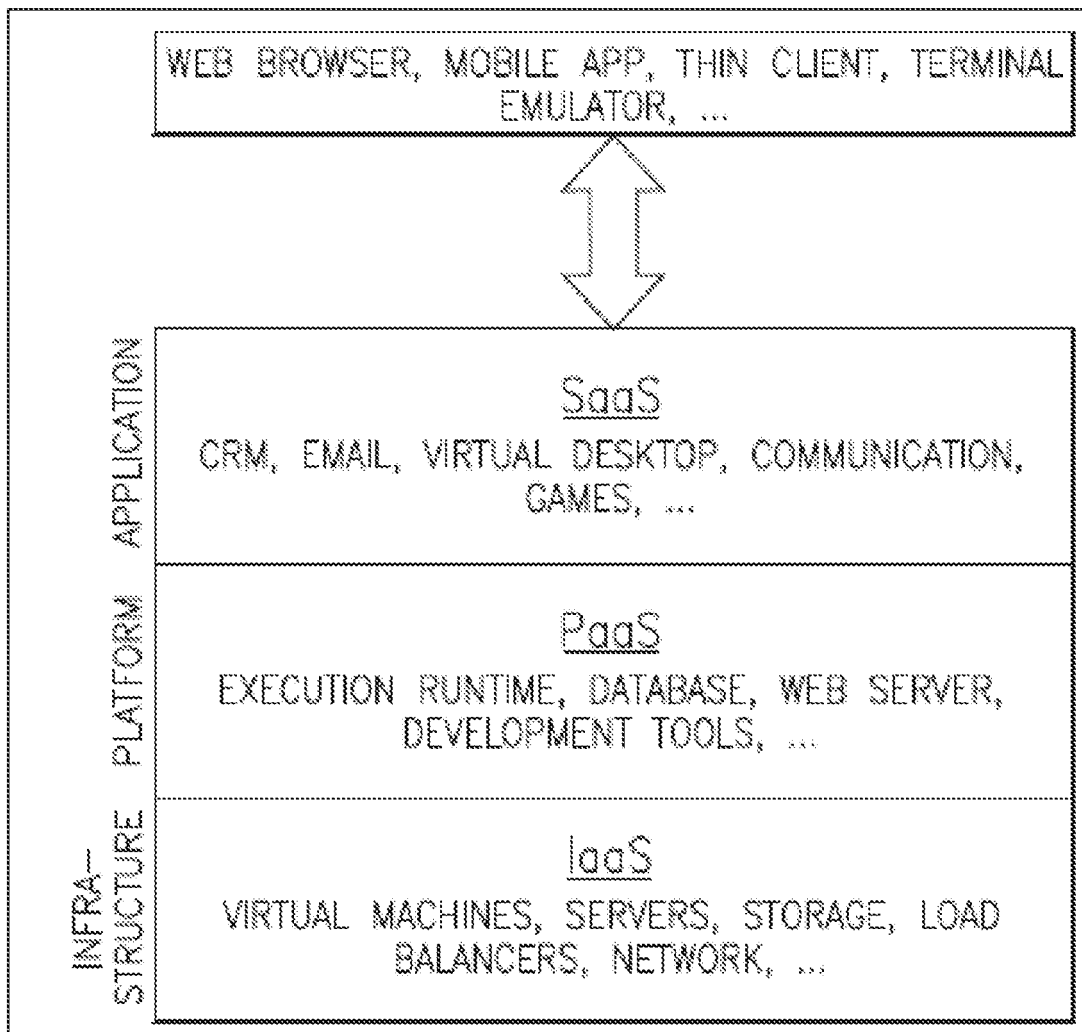 WEB BROWSER, MOBILE APP, THIN CLIENT, TERMINAL
EMULATOR, ...
APPLICATION
SaaS
CRM, EMAIL, VIRTUAL DESKTOP, COMMUNICATION,
GAMES, ...
PLATFORM
PaaS
EXECUTION RUNTIME, DATABASE, WEB SERVER,
DEVELOPMENT TOOLS, ...
INFRA–
STRUCTURE
IaaS
VIRTUAL MACHINES, SERVERS, STORAGE, LOAD
BALANCERS, NETWORK, ...